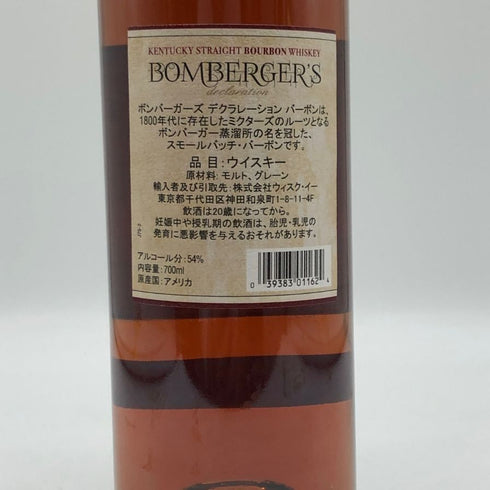 KENTUCKY STRAIGHT BOURBON WHISKEY
BOMBERGER'S
declaration
ボンバーガーズ デクラレーション バーボンは、
1800年代に存在したミクターズのルーツとなる
ボンバーガー蒸溜所の名を冠した、
スモールバッチ・バーボンです。
品目:ウイスキー
原材料:モルト、グレーン
輸入者及び引取先:株式会社ウィスク・イー
東京都千代田区神田和泉町1-8-11-4F
飲酒は20歳になってから。
妊娠中や授乳期の飲酒は、胎児・乳児の
発育に悪影響を与えるおそれがあります。
アルコール分:54%
内容量:700ml
原産国:アメリカ
0 39383 01162 4